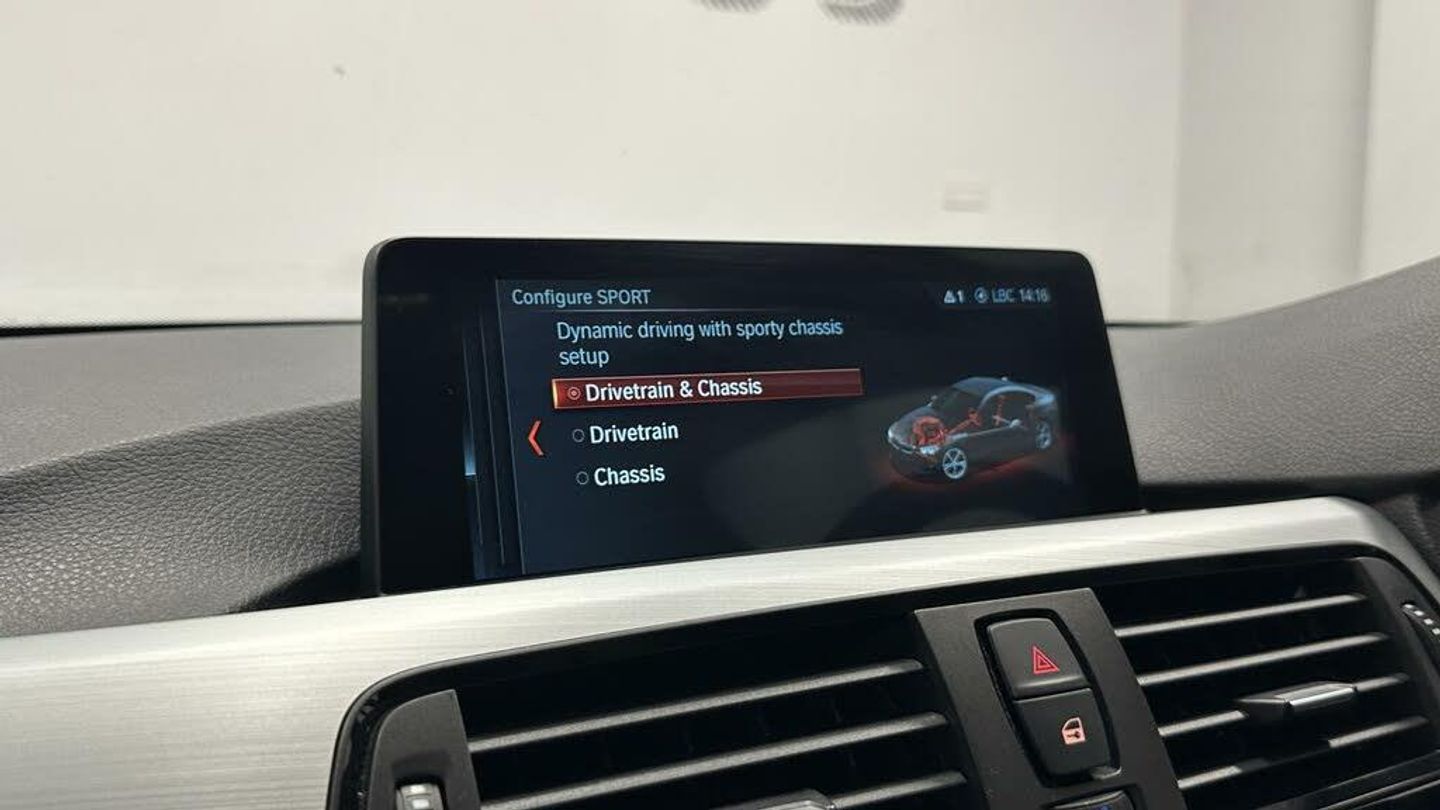 Configure SPORT
1 LBC 14:16
Dynamic driving with sporty chassis
setup
Drivetrain & Chassis
Drivetrain
Chassis